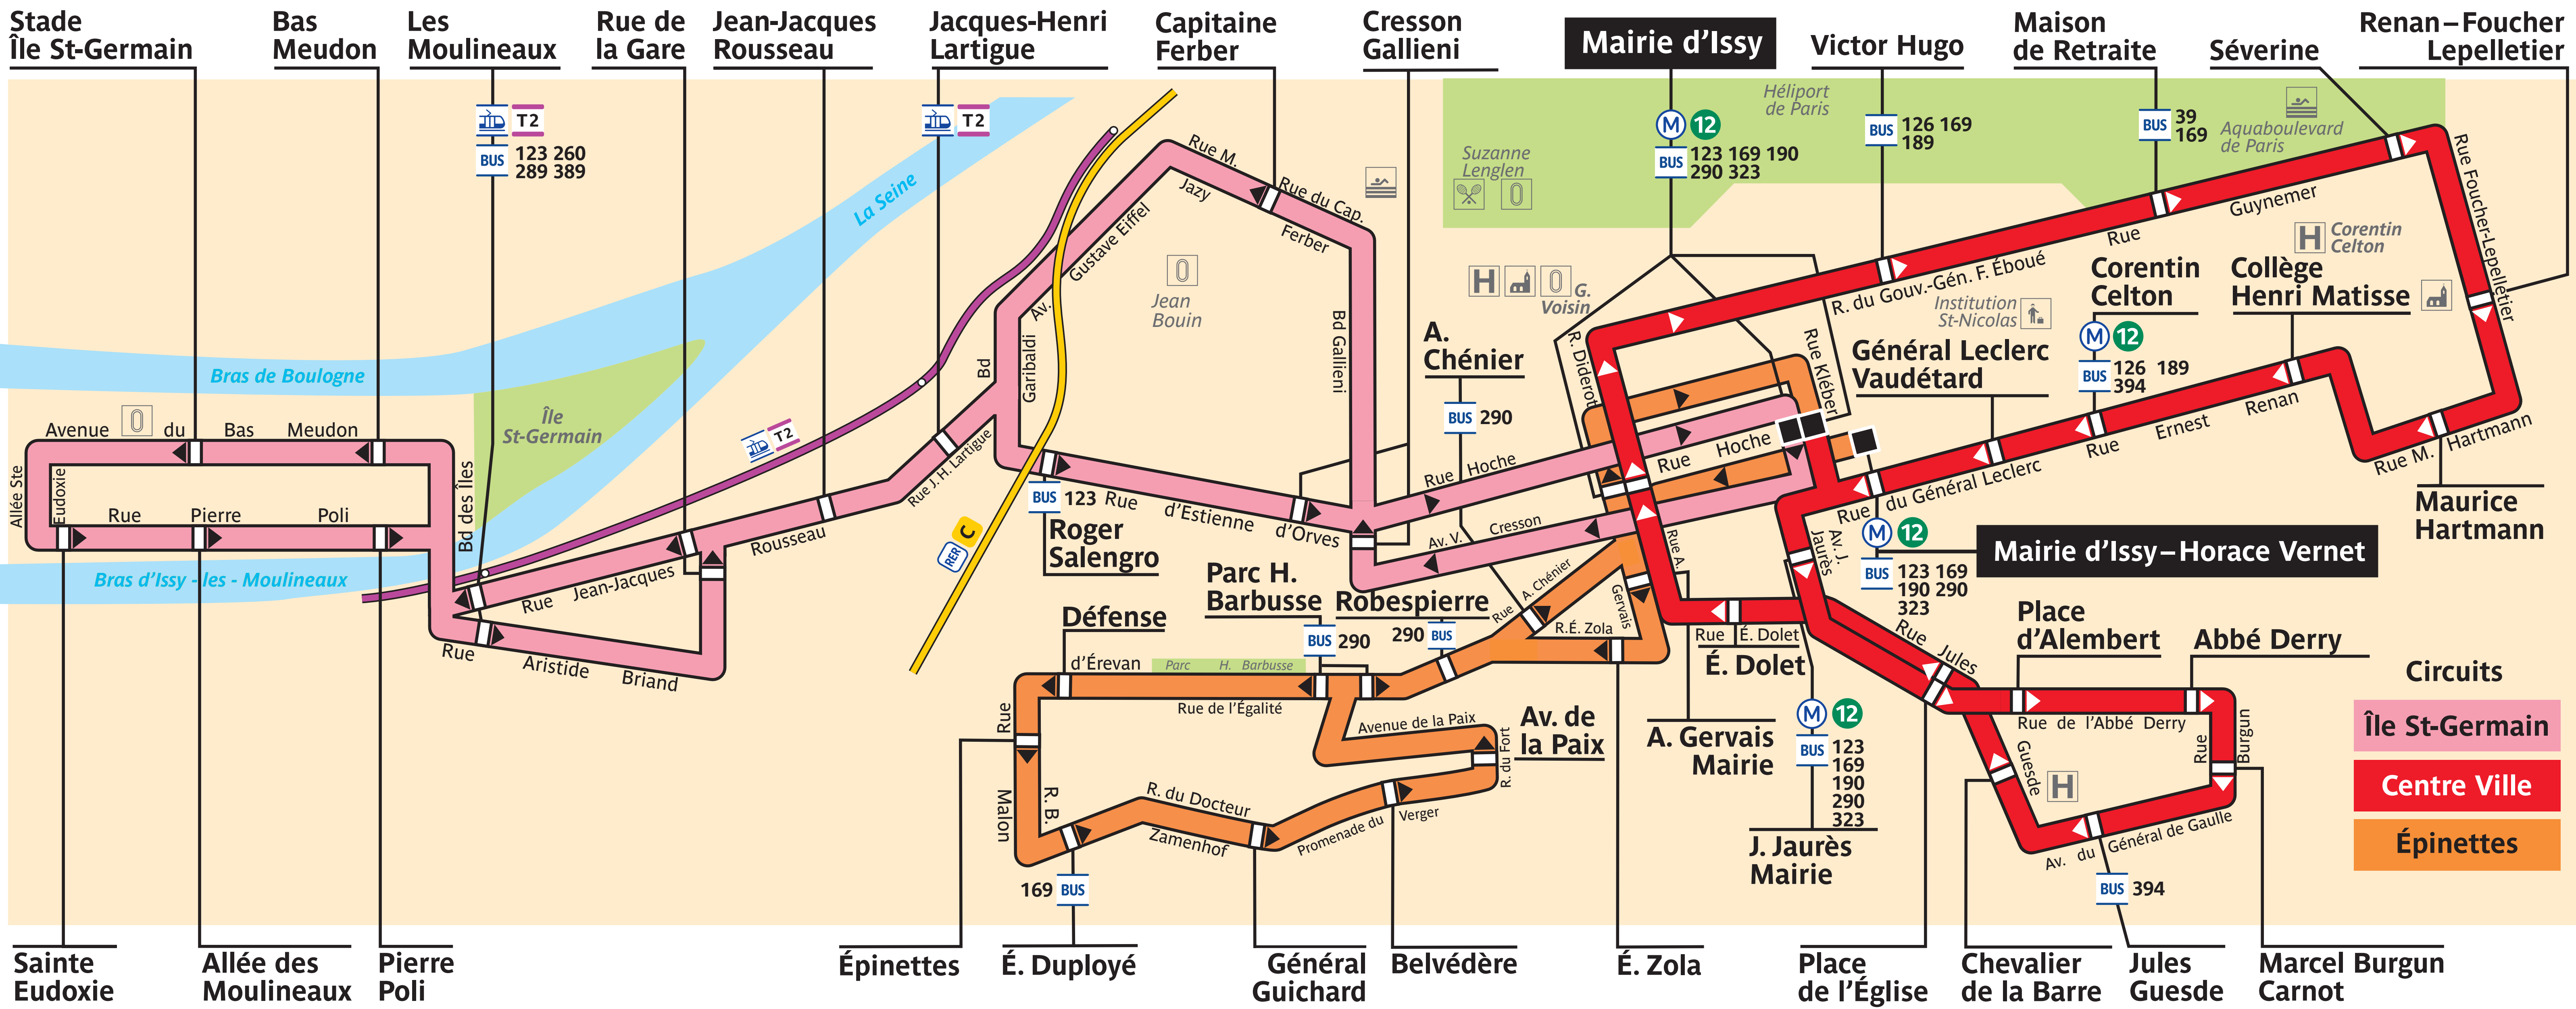 Stade
Île St-Germain
Bas
Meudon
Les
Moulineaux
Rue de
la Gare
Jean-Jacques
Rousseau
Jacques-Henri
Lartigue
Capitaine
Ferber
Cresson
Gallieni
Mairie d'Issy
Victor Hugo
Maison
de Retraite
Séverine
Renan–Foucher
Lepelletier
T2
BUS 123 260
289 389
T2
Héliport
de Paris
M 12
BUS 123 169 190
290 323
BUS 126 169
189
BUS 39
169
Aquaboulevard
de Paris
Suzanne
Lenglen
La Seine
Rue M.
Jazy
Rue du Cap.
Ferber
Av. Gustave Eiffel
Jean
Bouin
Bd Gallieni
Bd
Garibaldi
H
G.
Voisin
R. Diderot
Rue Kléber
R. du Gouv.-Gén. F. Éboué
Rue Guynemer
Rue Foucher-Lepelletier
H Corentin
Celton
Institution
St-Nicolas
Corentin
Celton
M 12
BUS 126 189
394
Collège
Henri Matisse
Général Leclerc
Vaudétard
A.
Chénier
BUS 290
Bras de Boulogne
Île
St-Germain
Avenue du Bas Meudon
Allée Ste
Eudoxie
Rue Pierre Poli
Bd des Îles
Bras d'Issy - les - Moulineaux
T2
Rue J. H. Lartigue
Rue Jean-Jacques Rousseau
Rue Aristide Briand
RER C
BUS 123
Roger
Salengro
Rue d'Estienne d'Orves
Rue Hoche
Rue Hoche
Av. V. Cresson
Rue A.
Gervais
Rue A. Chénier
R.É. Zola
Rue É. Dolet
É. Dolet
Av. J.
Jaurès
Rue du Général Leclerc
Rue Ernest Renan
Rue M. Hartmann
Maurice
Hartmann
M 12
BUS 123 169
190 290
323
Mairie d'Issy–Horace Vernet
Parc H.
Barbusse
BUS 290
Robespierre
290 BUS
Défense
d'Érevan
Parc H. Barbusse
Rue de l'Égalité
Rue
Malon
R. B.
R. du Docteur
Zamenhof
Promenade du Verger
Avenue de la Paix
R. du Fort
Av. de
la Paix
A. Gervais
Mairie
M 12
BUS 123
169
190
290
323
J. Jaurès
Mairie
Rue Jules
Guesde
Place
d'Alembert
Abbé Derry
Rue de l'Abbé Derry
Rue
Burgun
H
Av. du Général de Gaulle
BUS 394
169 BUS
Circuits
Île St-Germain
Centre Ville
Épinettes
Sainte
Eudoxie
Allée des
Moulineaux
Pierre
Poli
Épinettes
É. Duployé
Général
Guichard
Belvédère
É. Zola
Place
de l'Église
Chevalier
de la Barre
Jules
Guesde
Marcel Burgun
Carnot